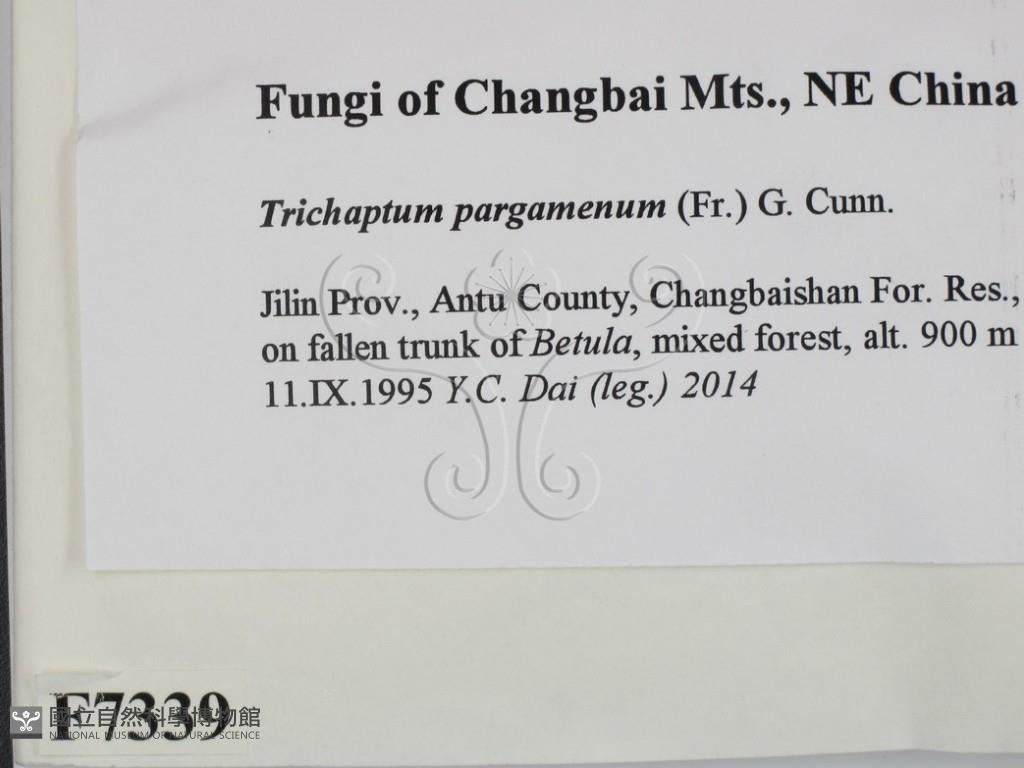 Fungi of Changbai Mts., NE China
Trichaptum pargamenum (Fr.) G. Cunn.
Jilin Prov., Antu County, Changbaishan For. Res.,
on fallen trunk of Betula, mixed forest, alt. 900 m
11.IX.1995 Y.C. Dai (leg.) 2014
F7339
國立自然科學博物館
NATIONAL MUSEUM OF NATURAL SCIENCE